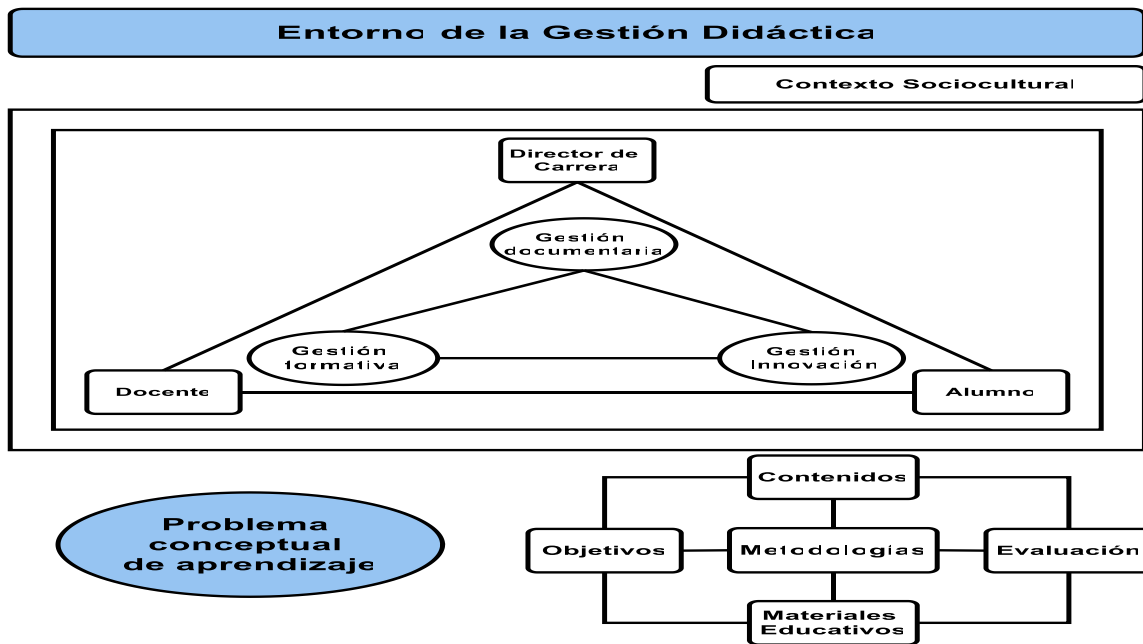 Entorno de la Gestión Didáctica
Contexto Sociocultural
Director de
Carrera
Gestión
documentaria
Gestión
formativa
Gestión
Innovación
Docente
Alumno
Problema
conceptual
de aprendizaje
Contenidos
Objetivos
Metodologías
Evaluación
Materiales
Educativos